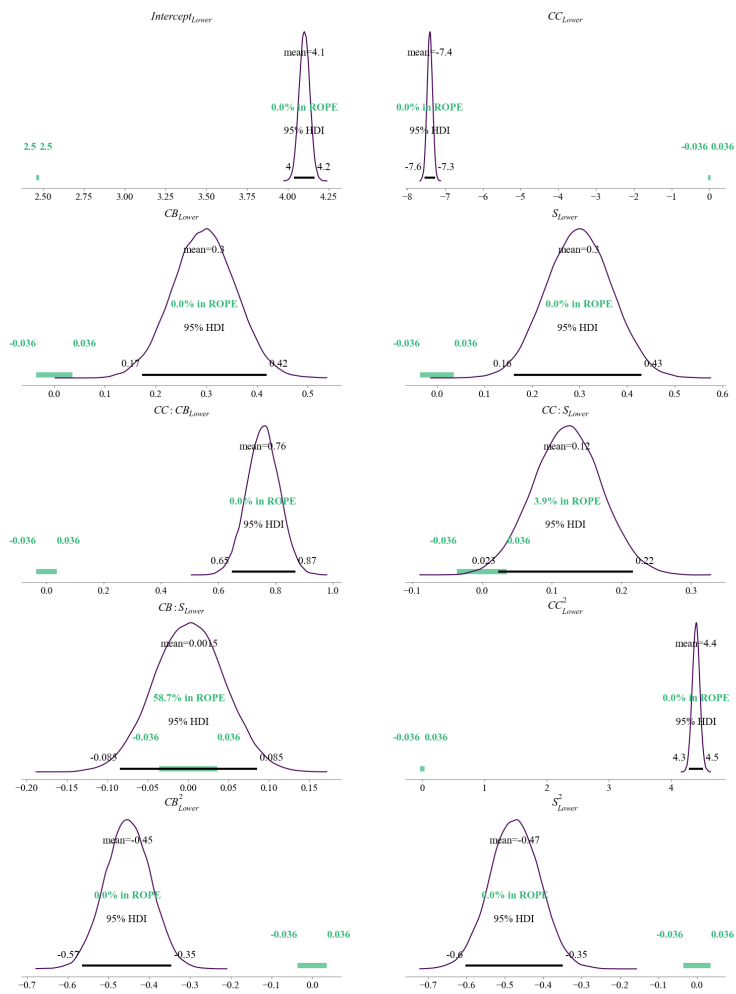 Intercept_Lower CC_Lower
mean=4.1 mean=-7.4
0.0% in ROPE 0.0% in ROPE
95% HDI 95% HDI
2.5 2.5 -0.036 0.036
4 4.2 -7.6 -7.3
2.50 2.75 3.00 3.25 3.50 3.75 4.00 4.25 −8 −7 −6 −5 −4 −3 −2 −1 0
CB_Lower S_Lower
mean=0.3 mean=0.3
0.0% in ROPE 0.0% in ROPE
95% HDI 95% HDI
-0.036 0.036 -0.036 0.036
0.17 0.42 0.16 0.43
0.0 0.1 0.2 0.3 0.4 0.5 0.0 0.1 0.2 0.3 0.4 0.5 0.6
CC : CB_Lower CC : S_Lower
mean=0.76 mean=0.12
0.0% in ROPE 3.9% in ROPE
95% HDI 95% HDI
-0.036 0.036 -0.036 0.036
0.65 0.87 0.023 0.22
0.0 0.2 0.4 0.6 0.8 1.0 −0.1 0.0 0.1 0.2 0.3
CB : S_Lower CC²_Lower
mean=0.0015 mean=4.4
58.7% in ROPE 0.0% in ROPE
95% HDI 95% HDI
-0.036 0.036 -0.036 0.036
-0.085 0.085 4.3 4.5
−0.20 −0.15 −0.10 −0.05 0.00 0.05 0.10 0.15 0 1 2 3 4
CB²_Lower S²_Lower
mean=-0.45 mean=-0.47
0.0% in ROPE 0.0% in ROPE
95% HDI 95% HDI
-0.036 0.036 -0.036 0.036
-0.57 -0.35 -0.6 -0.35
−0.7 −0.6 −0.5 −0.4 −0.3 −0.2 −0.1 0.0 −0.7 −0.6 −0.5 −0.4 −0.3 −0.2 −0.1 0.0